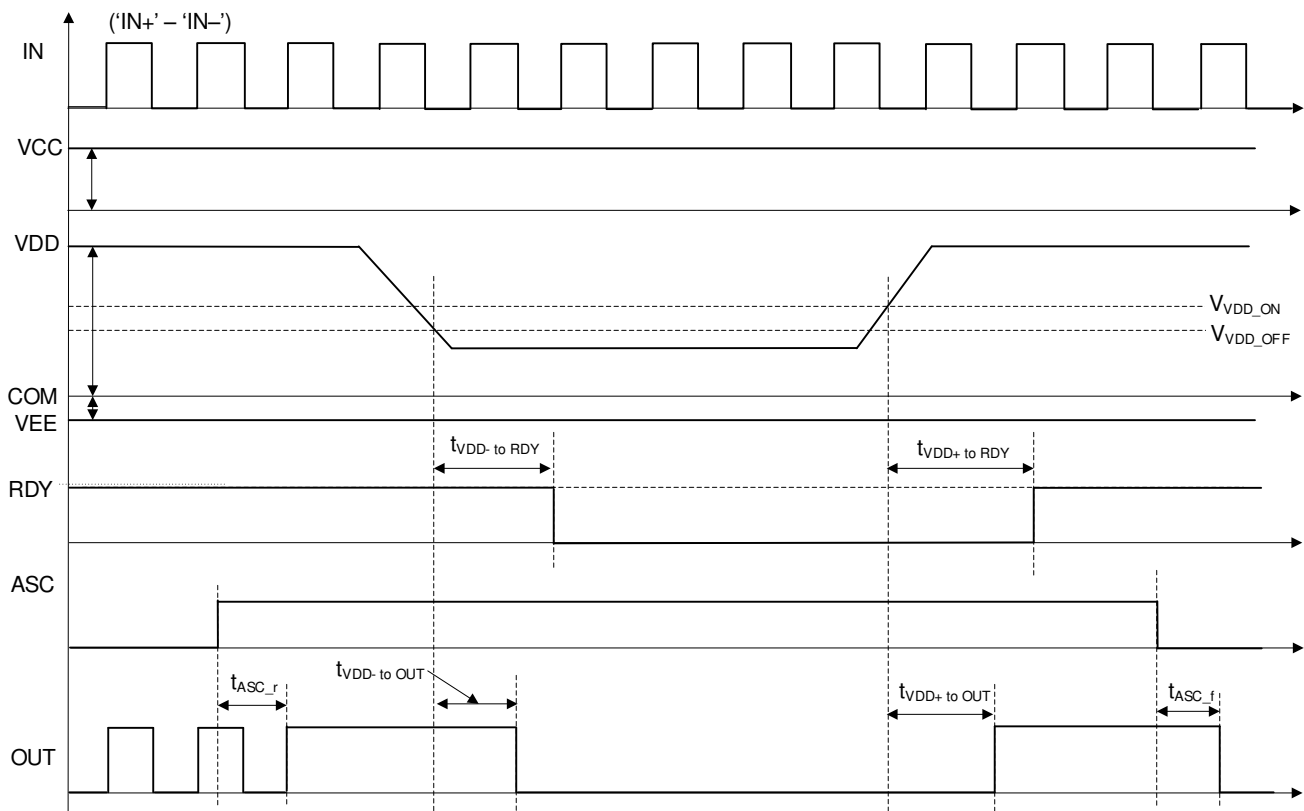 ('IN+' – 'IN–')
IN
VCC
VDD
V_VDD_ON
V_VDD_OFF
COM
VEE
t_VDD- to RDY
t_VDD+ to RDY
RDY
ASC
t_ASC_r
t_VDD- to OUT
t_VDD+ to OUT
t_ASC_f
OUT